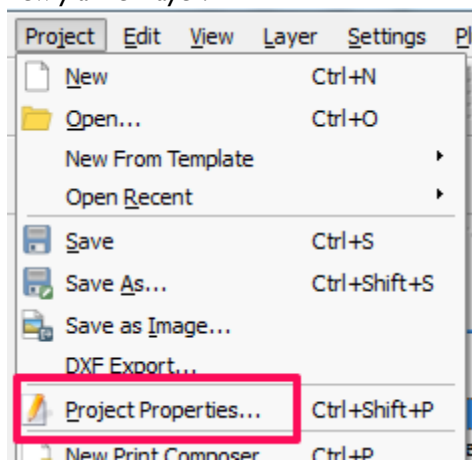 Project Edit View Layer Settings
New Ctrl+N
Open... Ctrl+O
New From Template
Open Recent
Save Ctrl+S
Save As... Ctrl+Shift+S
Save as Image...
DXF Export...
Project Properties... Ctrl+Shift+P
New Print Composer Ctrl+P